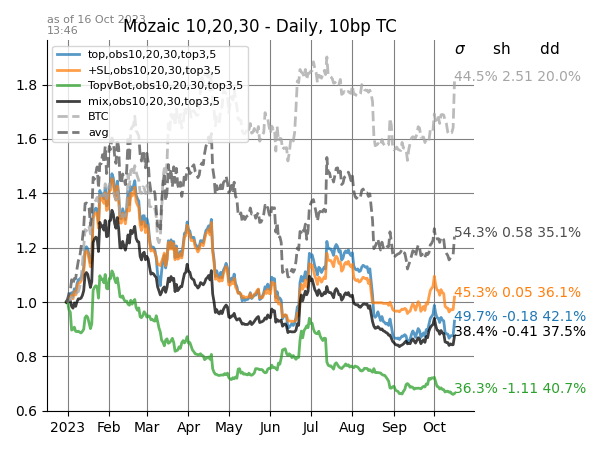 as of 16 Oct 2023
13:46
Mozaic 10,20,30 - Daily, 10bp TC
σ sh dd
top,obs10,20,30,top3,5
+SL,obs10,20,30,top3,5
TopvBot,obs10,20,30,top3,5
mix,obs10,20,30,top3,5
BTC
avg
44.5% 2.51 20.0%
54.3% 0.58 35.1%
45.3% 0.05 36.1%
49.7% -0.18 42.1%
38.4% -0.41 37.5%
36.3% -1.11 40.7%
1.8
1.6
1.4
1.2
1.0
0.8
0.6
2023 Feb Mar Apr May Jun Jul Aug Sep Oct